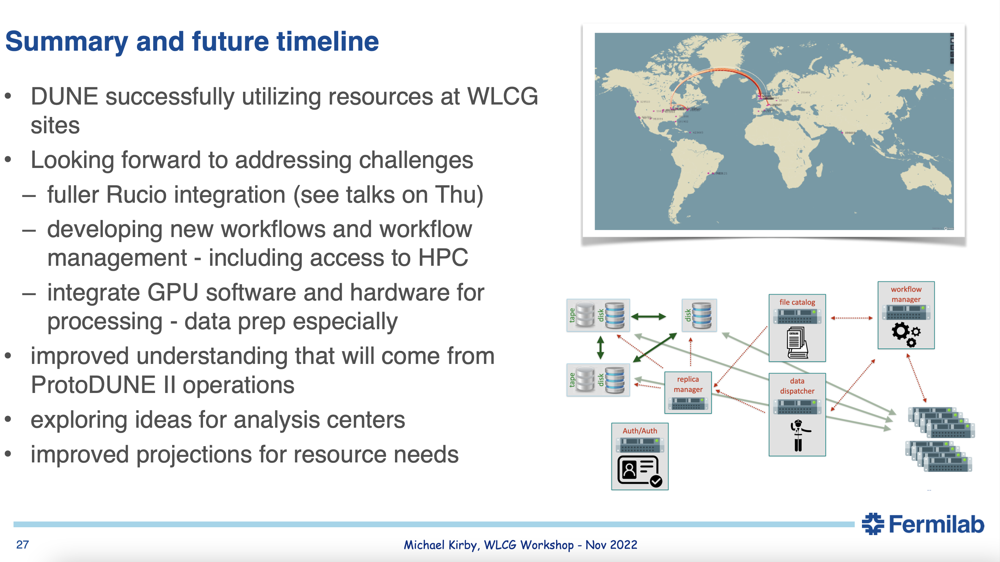 Summary and future timeline
• DUNE successfully utilizing resources at WLCG
sites
• Looking forward to addressing challenges
– fuller Rucio integration (see talks on Thu)
– developing new workflows and workflow
management - including access to HPC
– integrate GPU software and hardware for
processing - data prep especially
• improved understanding that will come from
ProtoDUNE II operations
• exploring ideas for analysis centers
• improved projections for resource needs
129510
181902
423665
tape
disk
disk
file catalog
CATALOG
workflow
manager
tape
disk
replica
manager
data
dispatcher
Auth/Auth
Fermilab
27
Michael Kirby, WLCG Workshop - Nov 2022